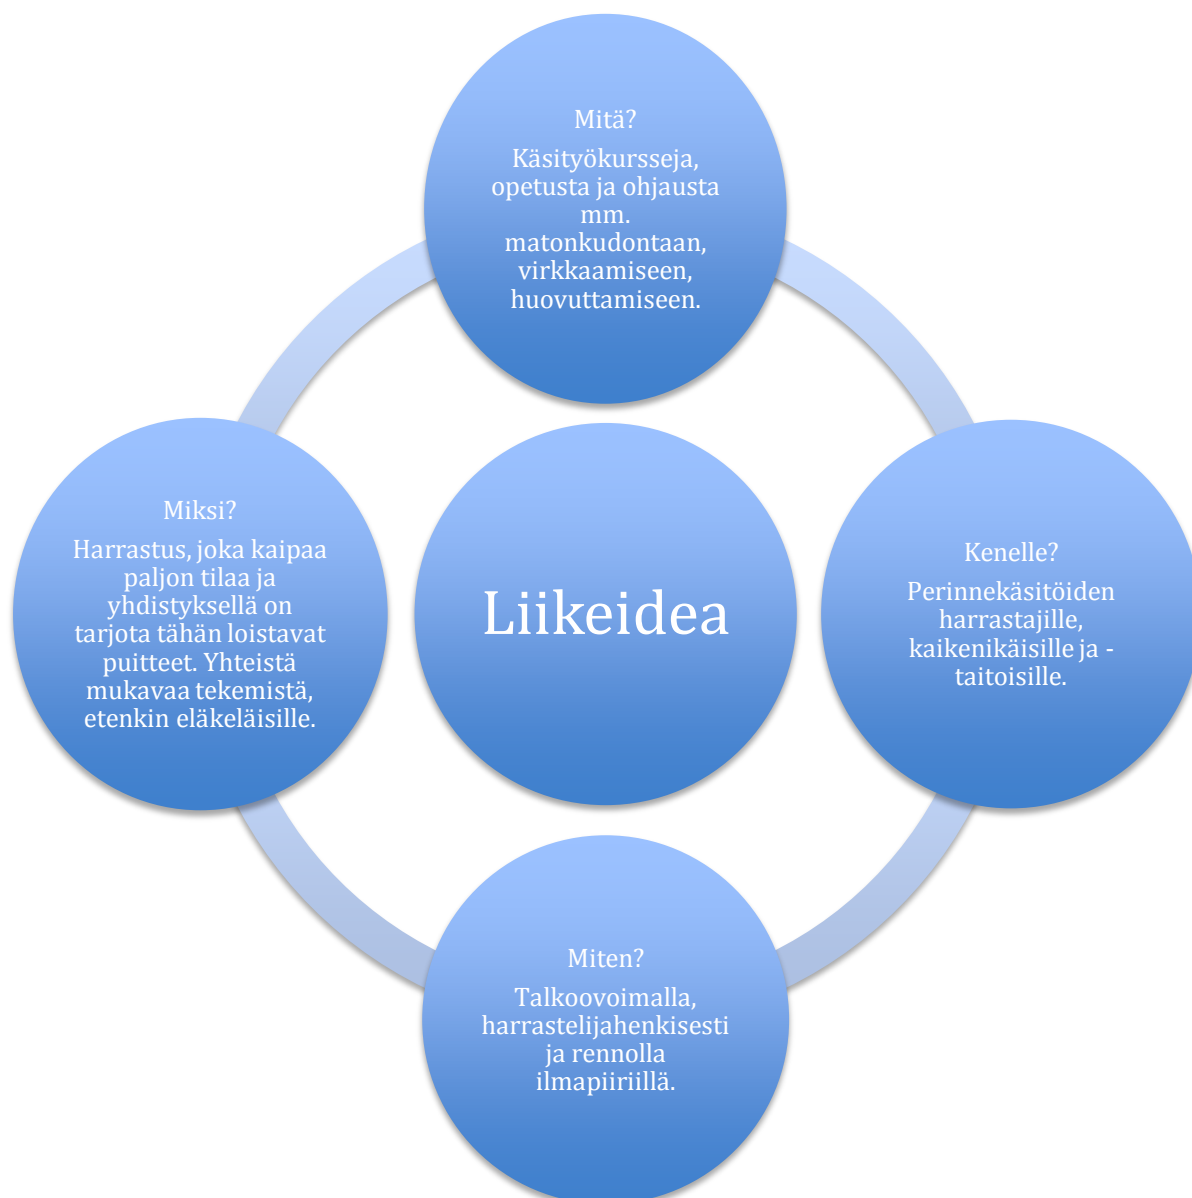 Mitä?
Käsityökursseja,
opetusta ja ohjausta
mm.
matonkudontaan,
virkkaamiseen,
huovuttamiseen.
Miksi?
Harrastus, joka kaipaa
paljon tilaa ja
yhdistyksellä on
tarjota tähän loistavat
puitteet. Yhteistä
mukavaa tekemistä,
etenkin eläkeläisille.
Liikeidea
Kenelle?
Perinnekäsitöiden
harrastajille,
kaikenikäisille ja -
taitoisille.
Miten?
Talkoovoimalla,
harrastelijahenkisesti
ja rennolla
ilmapiiriillä.